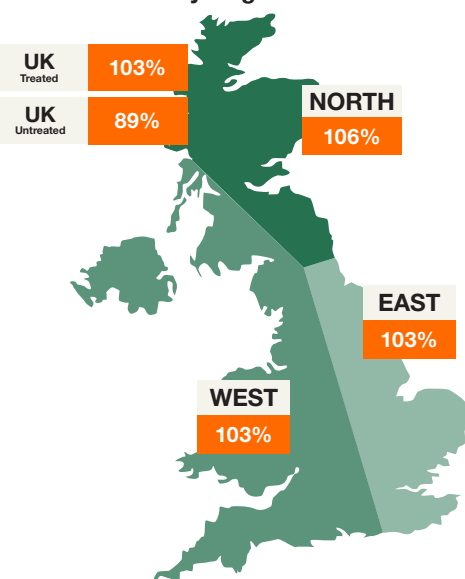 UK
Treated
103%
UK
Untreated
89%
NORTH
106%
EAST
103%
WEST
103%